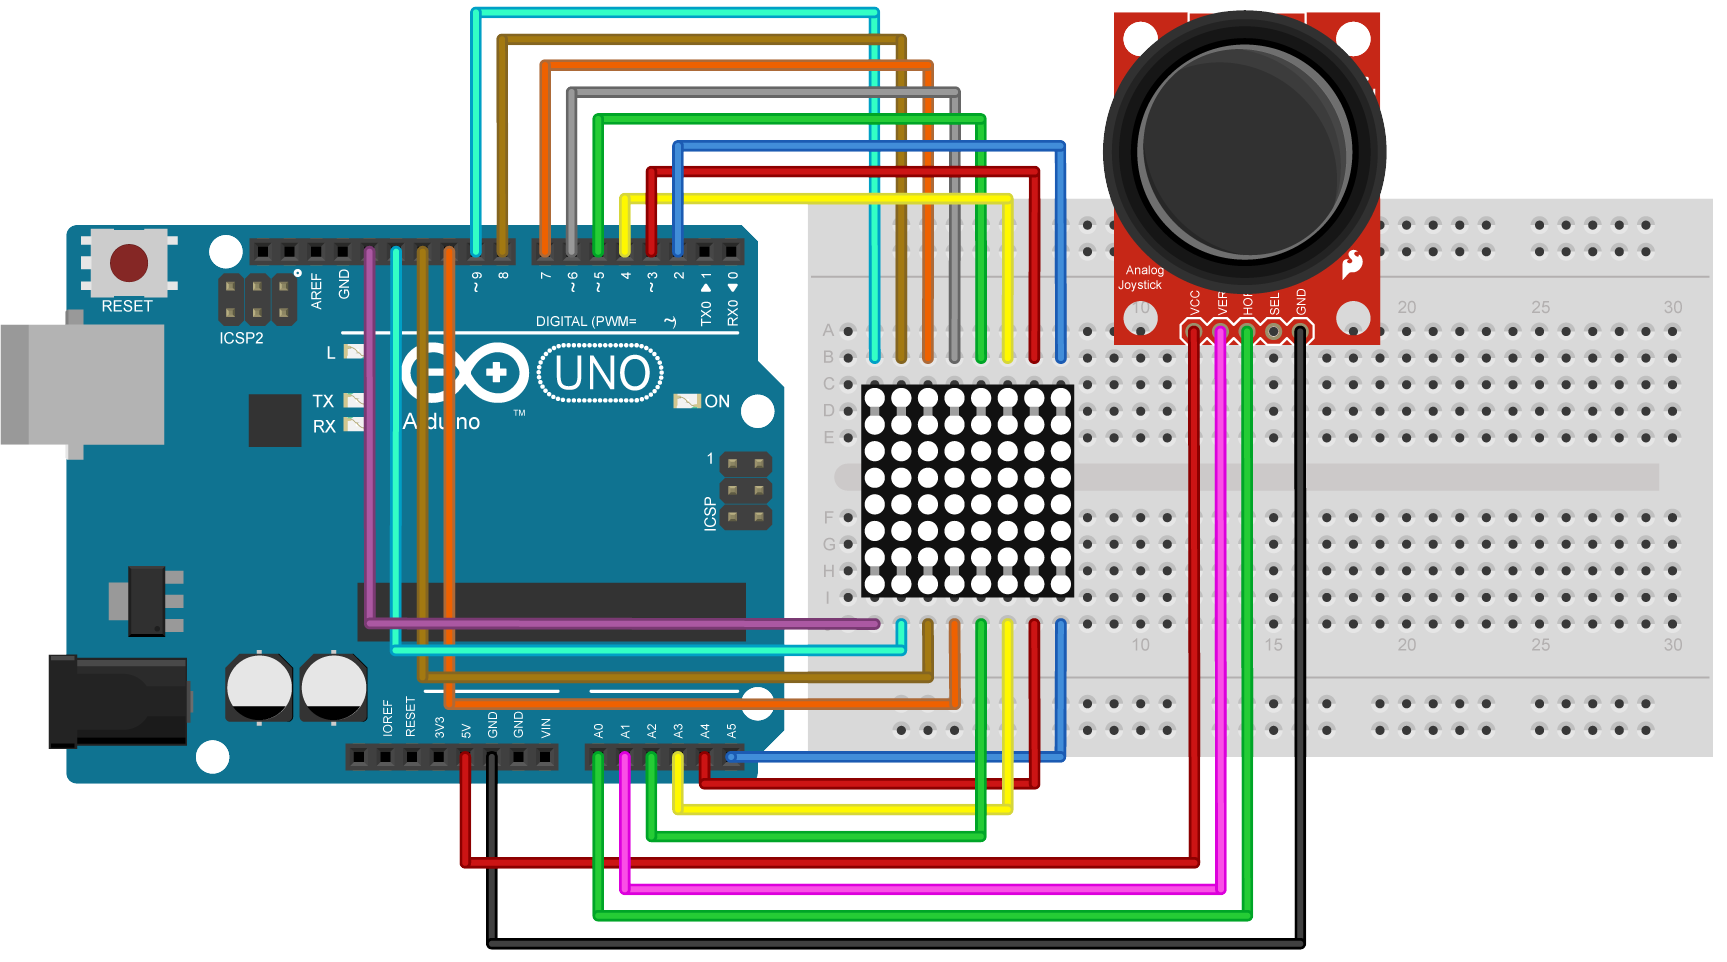 RESET
ICSP2
AREF
GND
~9
8
7
~6
~5
4
~3
2
TX0 ▶ 1
RX0 ◀ 0
DIGITAL (PWM= ~)
L
TX
RX
UNO
ON
Arduino
™
1
ICSP
IOREF
RESET
3V3
5V
GND
GND
VIN
A0
A1
A2
A3
A4
A5
Analog
Joystick
VCC
VER
HOR
SEL
GND
10
20
25
30
A
B
C
D
E
F
G
H
I
10
15
20
25
30